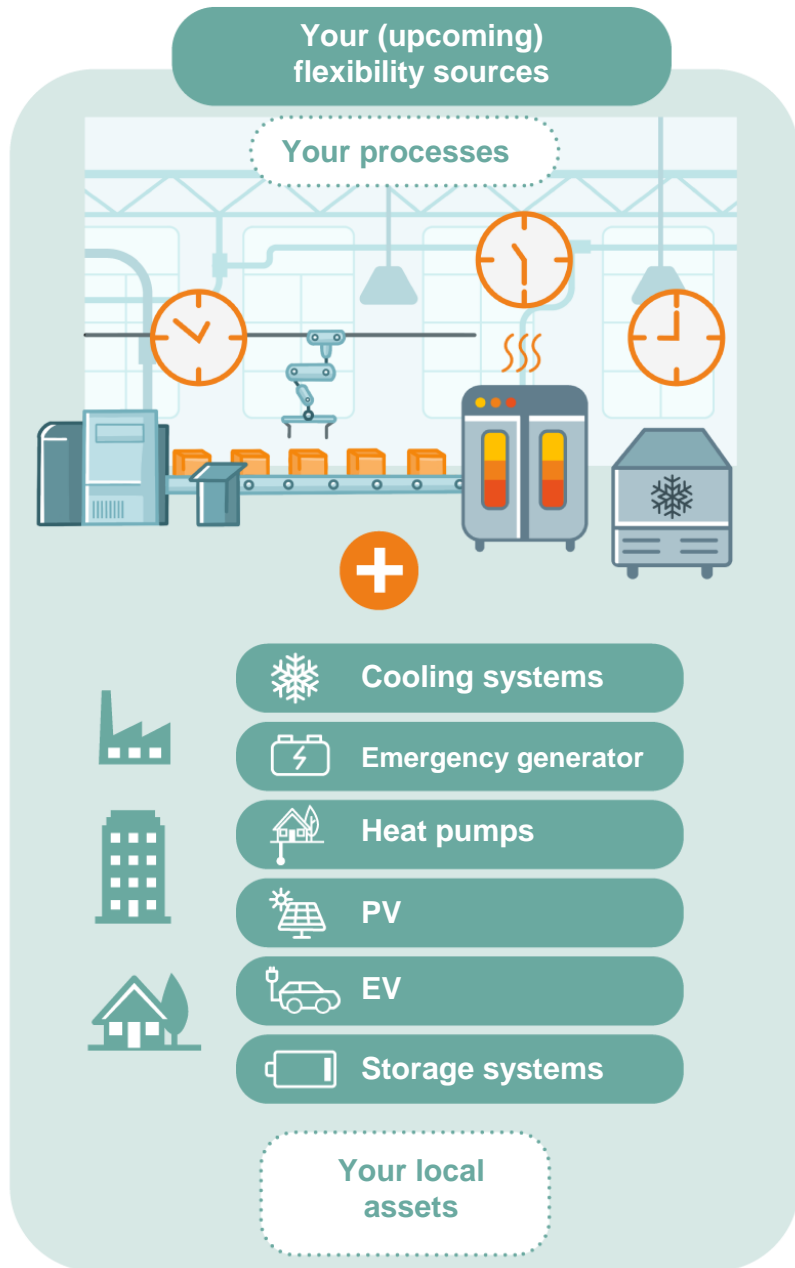 Your (upcoming)
flexibility sources
Your processes
Cooling systems
Emergency generator
Heat pumps
PV
EV
Storage systems
Your local
assets